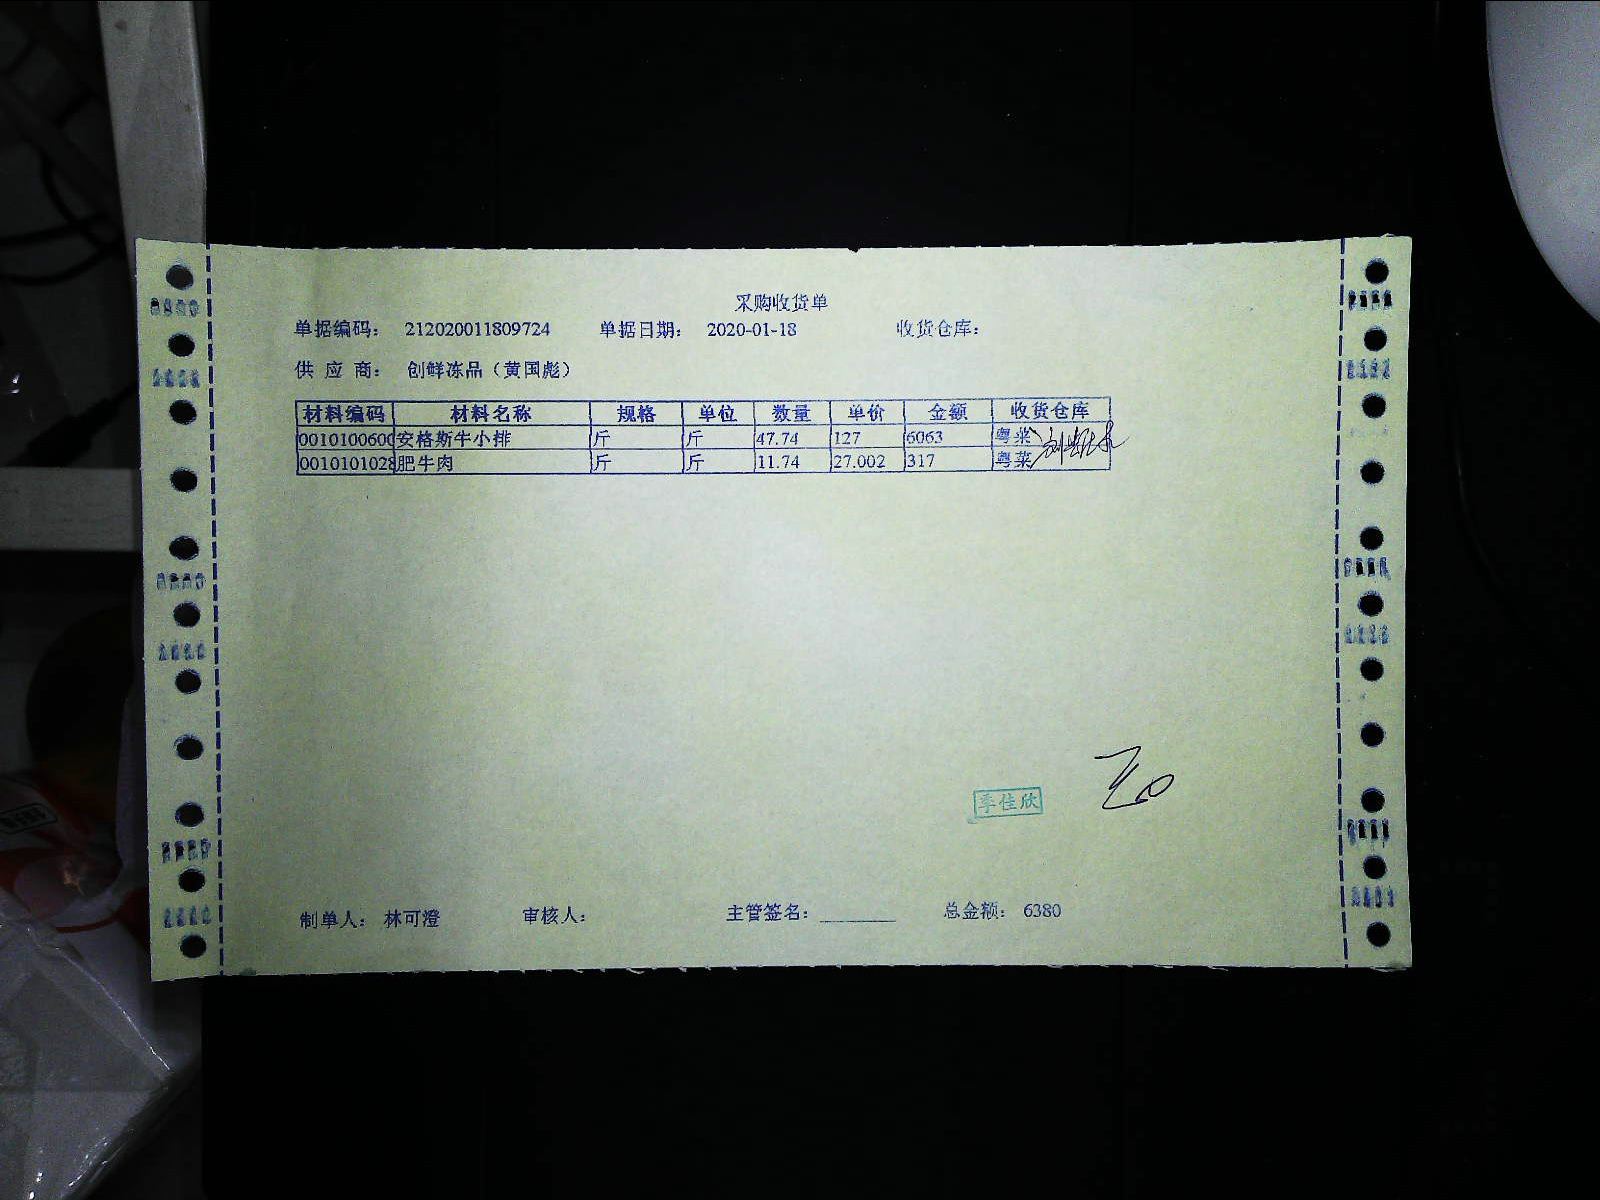 采购收货单
单据编码： 212020011809724 单据日期： 2020-01-18 收货仓库：
供 应 商： 创鲜冻品（黄国彪）
材料编码 材料名称 规格 单位 数量 单价 金额 收货仓库
0010100600 安格斯牛小排 斤 斤 47.74 127 6063 粤菜
0010101028 肥牛肉 斤 斤 11.74 27.002 317 粤菜
季佳欣
制单人： 林可澄 审核人： 主管签名： 总金额： 6380